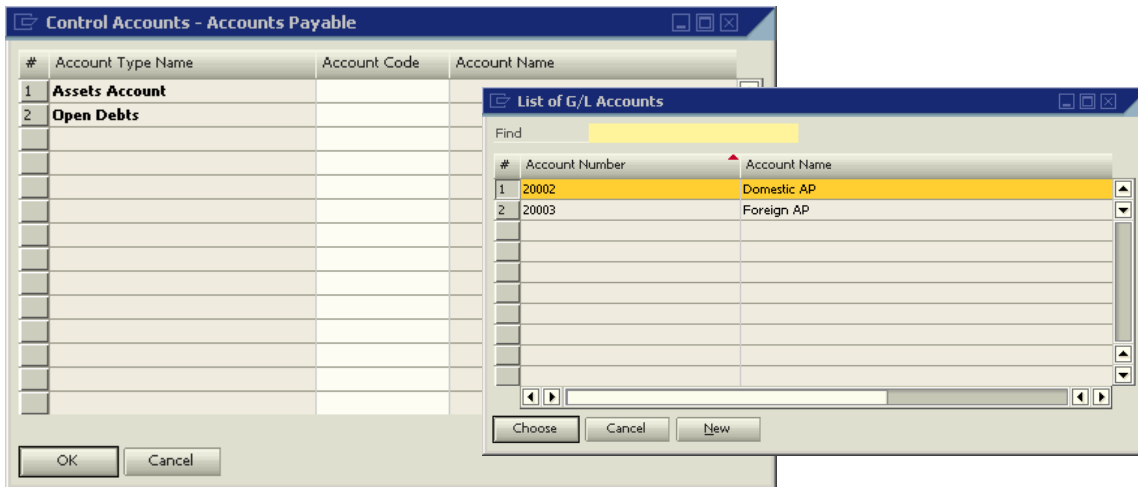 Control Accounts - Accounts Payable
# Account Type Name Account Code Account Name
1 Assets Account
2 Open Debts
OK Cancel
List of G/L Accounts
Find
# Account Number Account Name
1 20002 Domestic AP
2 20003 Foreign AP
Choose Cancel New